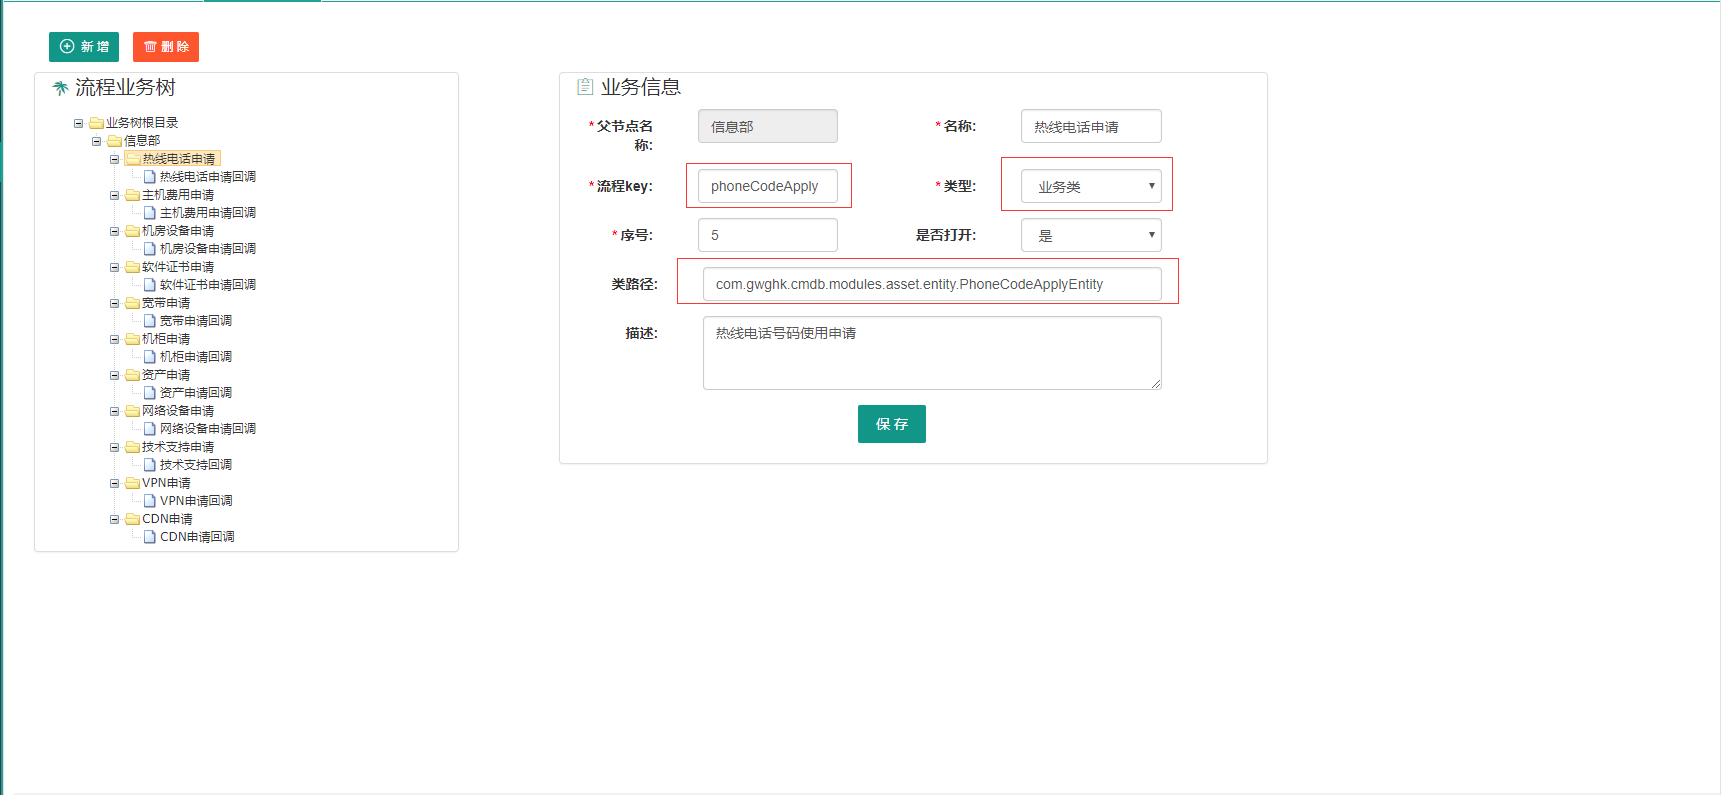 新增
删除
流程业务树
业务树根目录
信息部
热线电话申请
热线电话申请回调
主机费用申请
主机费用申请回调
机房设备申请
机房设备申请回调
软件证书申请
软件证书申请回调
宽带申请
宽带申请回调
机柜申请
机柜申请回调
资产申请
资产申请回调
网络设备申请
网络设备申请回调
技术支持申请
技术支持回调
VPN申请
VPN申请回调
CDN申请
CDN申请回调
业务信息
*父节点名
称:
信息部
*名称:
热线电话申请
*流程key:
phoneCodeApply
*类型:
业务类
*序号:
5
是否打开:
是
类路径:
com.gwghk.cmdb.modules.asset.entity.PhoneCodeApplyEntity
描述:
热线电话号码使用申请
保存